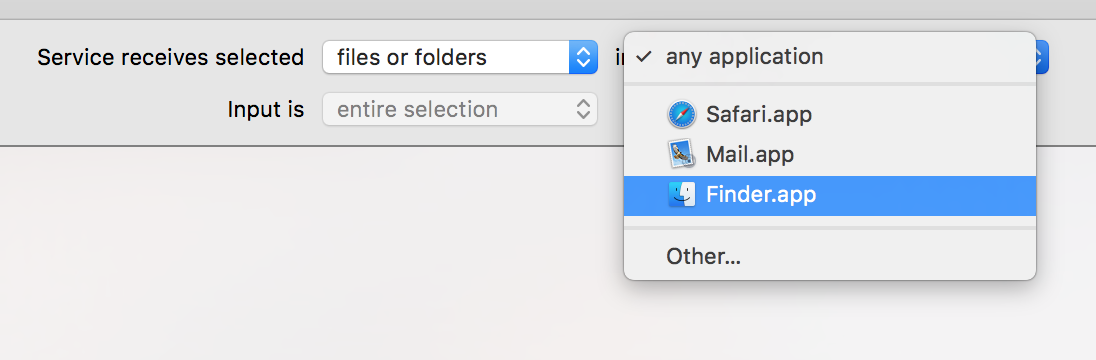 Service receives selected files or folders any application
Input is entire selection
Safari.app
Mail.app
Finder.app
Other...